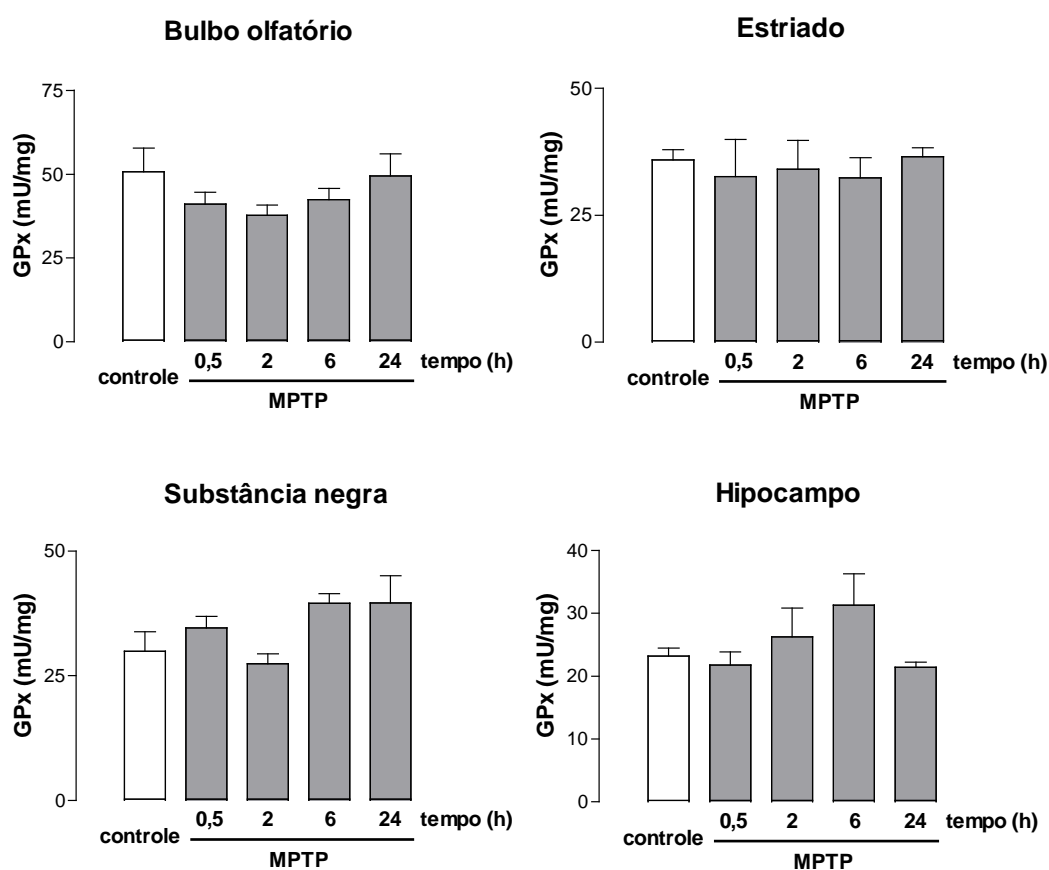 Bulbo olfatório
GPx (mU/mg)
75
50
25
0
controle
0,5 2 6 24 tempo (h)
MPTP
Estriado
GPx (mU/mg)
50
25
0
controle
0,5 2 6 24 tempo (h)
MPTP
Substância negra
GPx (mU/mg)
50
25
0
controle
0,5 2 6 24 tempo (h)
MPTP
Hipocampo
GPx (mU/mg)
40
30
20
10
0
controle
0,5 2 6 24 tempo (h)
MPTP